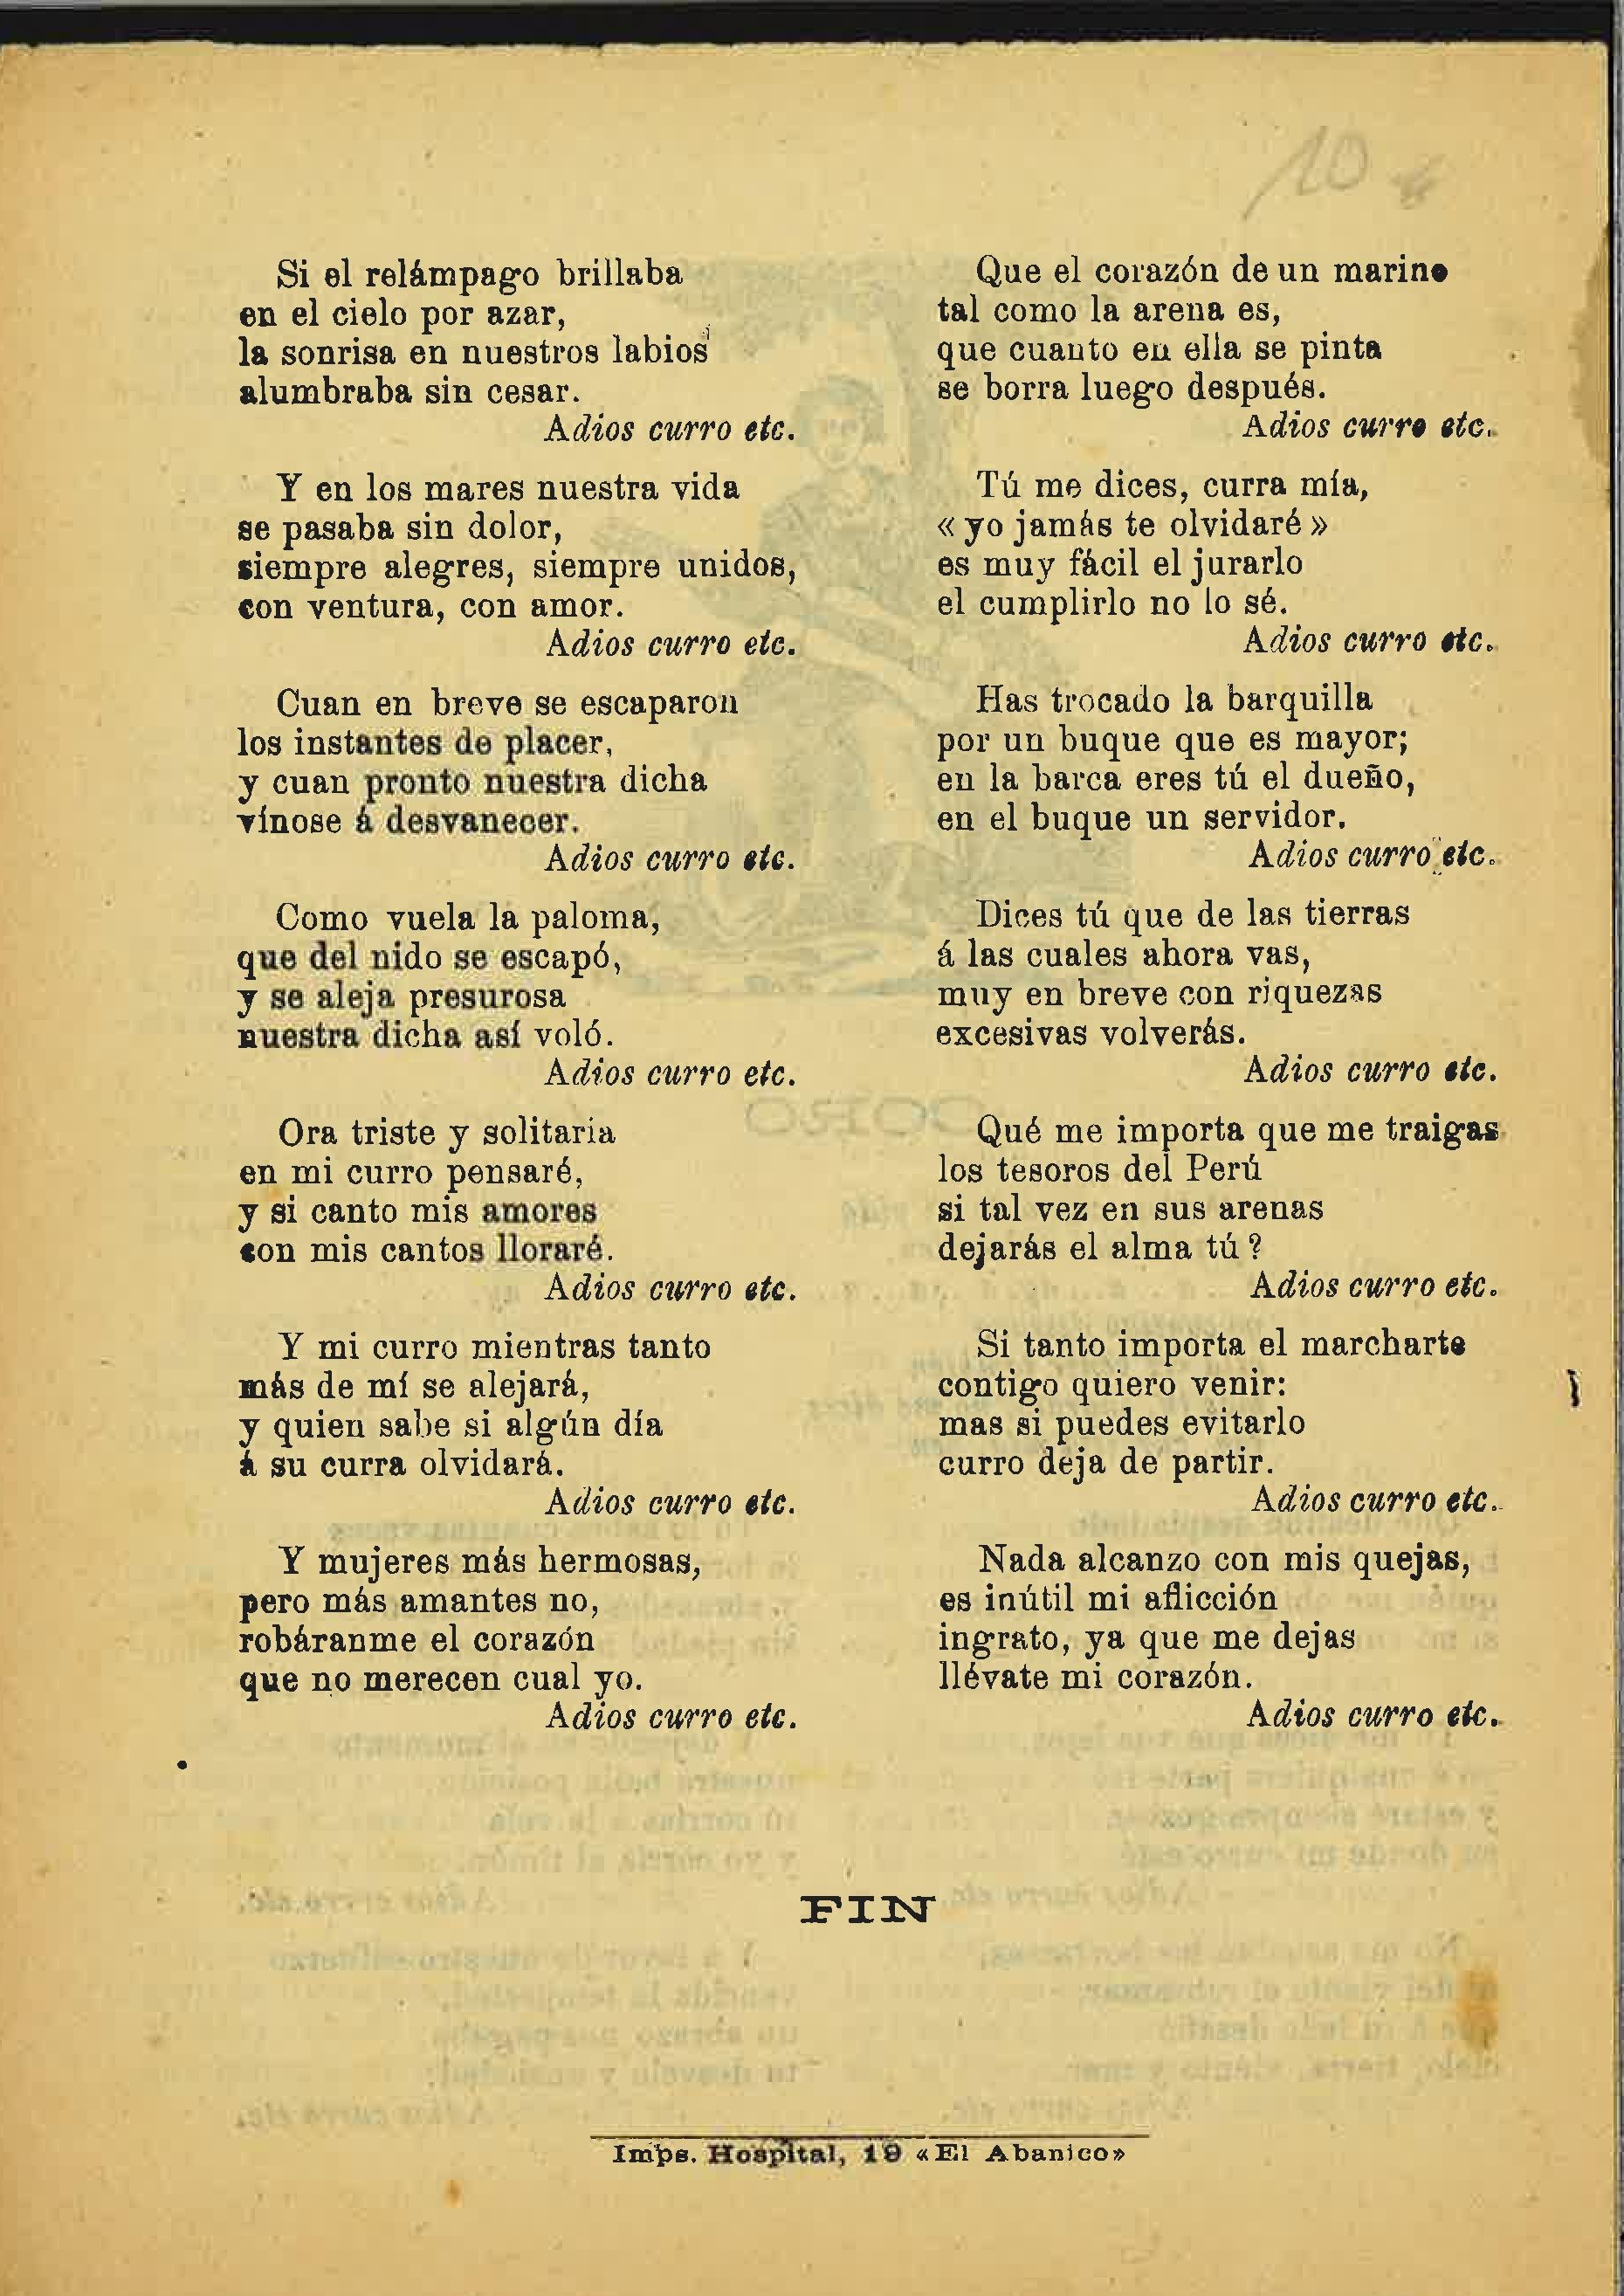 10
Si el relámpago brillaba
en el cielo por azar,
la sonrisa en nuestros labios
alumbraba sin cesar.
Adios curro etc.
Y en los mares nuestra vida
se pasaba sin dolor,
siempre alegres, siempre unidos,
con ventura, con amor.
Adios curro etc.
Cuan en breve se escaparon
los instantes de placer,
y cuan pronto nuestra dicha
vínose á desvanecer.
Adios curro etc.
Como vuela la paloma,
que del nido se escapó,
y se aleja presurosa
nuestra dicha así voló.
Adios curro etc.
Ora triste y solitaria
en mi curro pensaré,
y si canto mis amores
con mis cantos lloraré.
Adios curro etc.
Y mi curro mientras tanto
más de mí se alejará,
y quien sabe si algún día
á su curra olvidará.
Adios curro etc.
Y mujeres más hermosas,
pero más amantes no,
robáranme el corazón
que no merecen cual yo.
Adios curro etc.
Que el corazón de un marino
tal como la arena es,
que cuanto en ella se pinta
se borra luego después.
Adios curro etc.
Tú me dices, curra mía,
« yo jamás te olvidaré »
es muy fácil el jurarlo
el cumplirlo no lo sé.
Adios curro etc.
Has trocado la barquilla
por un buque que es mayor;
en la barca eres tú el dueño,
en el buque un servidor.
Adios curro etc.
Dices tú que de las tierras
á las cuales ahora vas,
muy en breve con riquezas
excesivas volverás.
Adios curro etc.
Qué me importa que me traigas
los tesoros del Perú
si tal vez en sus arenas
dejarás el alma tú ?
Adios curro etc.
Si tanto importa el marcharte
contigo quiero venir:
mas si puedes evitarlo
curro deja de partir.
Adios curro etc.
Nada alcanzo con mis quejas,
es inútil mi aflicción
ingrato, ya que me dejas
llévate mi corazón.
Adios curro etc.
FIN
Imps. Hospital, 19 «El Abanico»